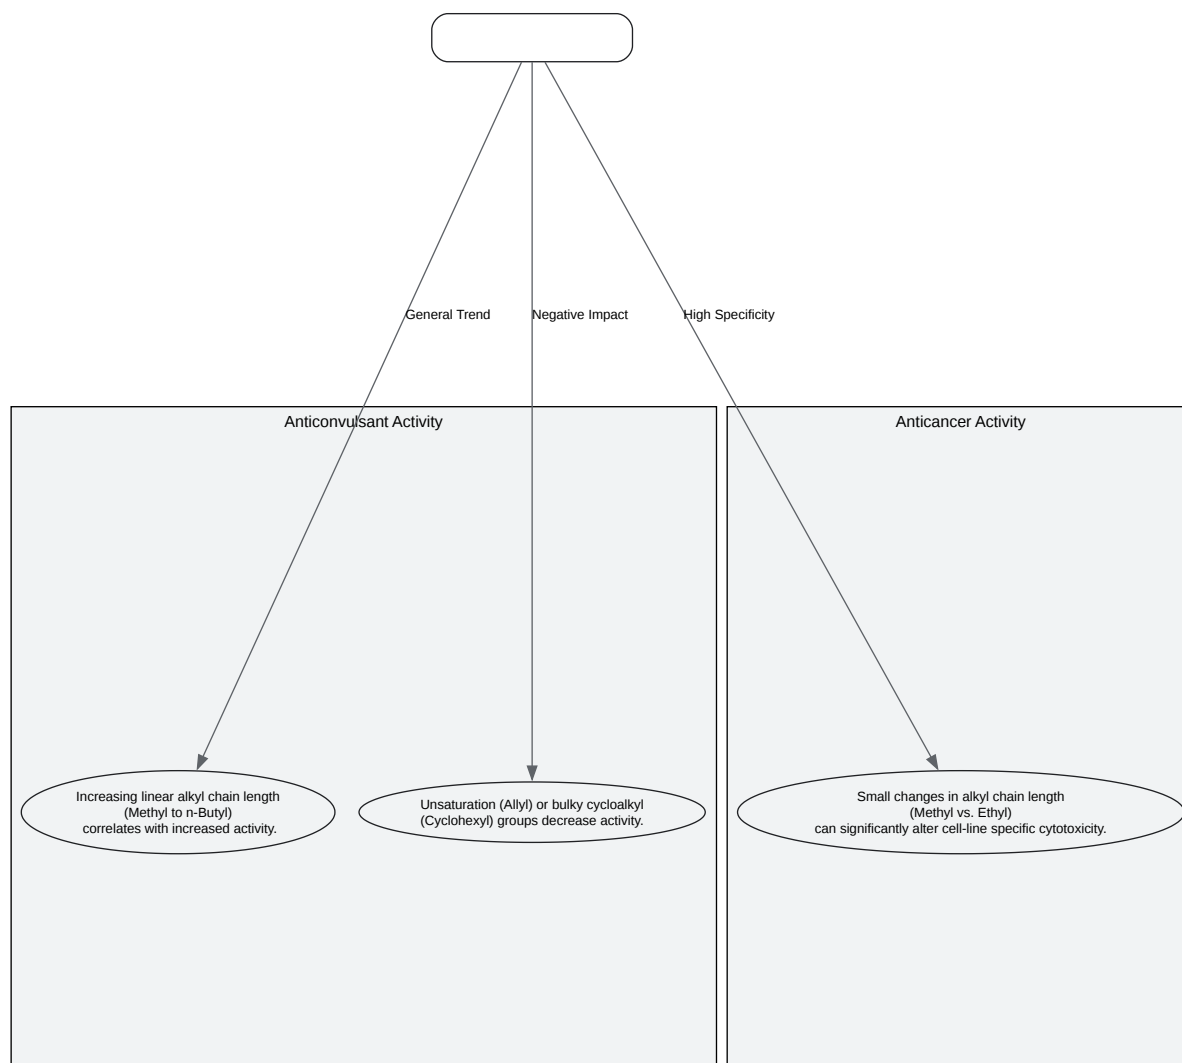 General Trend
Negative Impact
High Specificity
Anticonvulsant Activity
Anticancer Activity
Increasing linear alkyl chain length
(Methyl to n-Butyl)
correlates with increased activity.
Unsaturation (Allyl) or bulky cycloalkyl
(Cyclohexyl) groups decrease activity.
Small changes in alkyl chain length
(Methyl vs. Ethyl)
can significantly alter cell-line specific cytotoxicity.